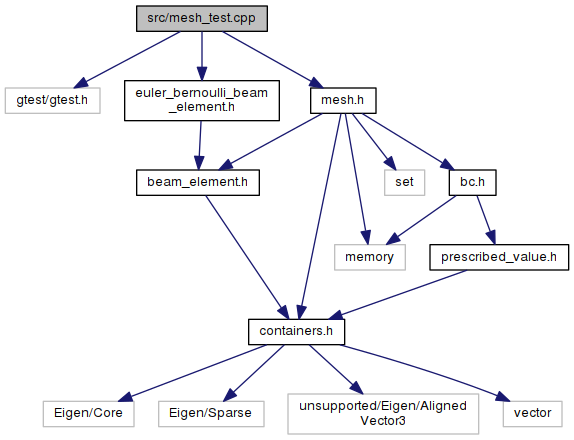 src/mesh_test.cpp
gtest/gtest.h
euler_bernoulli_beam
_element.h
mesh.h
beam_element.h
set
bc.h
memory
prescribed_value.h
containers.h
Eigen/Core
Eigen/Sparse
unsupported/Eigen/Aligned
Vector3
vector